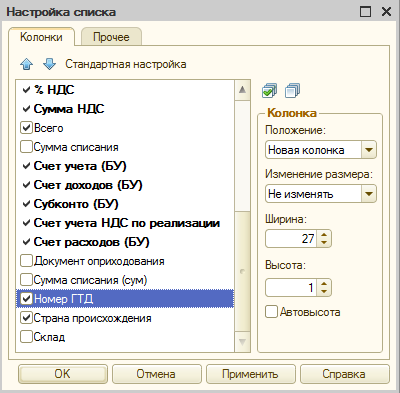 Настройка списка
Колонки Прочее
Стандартная настройка
% НДС
Сумма НДС
Всего
Сумма списания
Счет учета (БУ)
Счет доходов (БУ)
Субконто (БУ)
Счет учета НДС по реализации
Счет расходов (БУ)
Документ оприходования
Сумма списания (сум)
Номер ГТД
Страна происхождения
Склад
Колонка
Положение:
Новая колонка
Изменение размера:
Не изменять
Ширина:
27
Высота:
1
Автовысота
OK Отмена Применить Справка